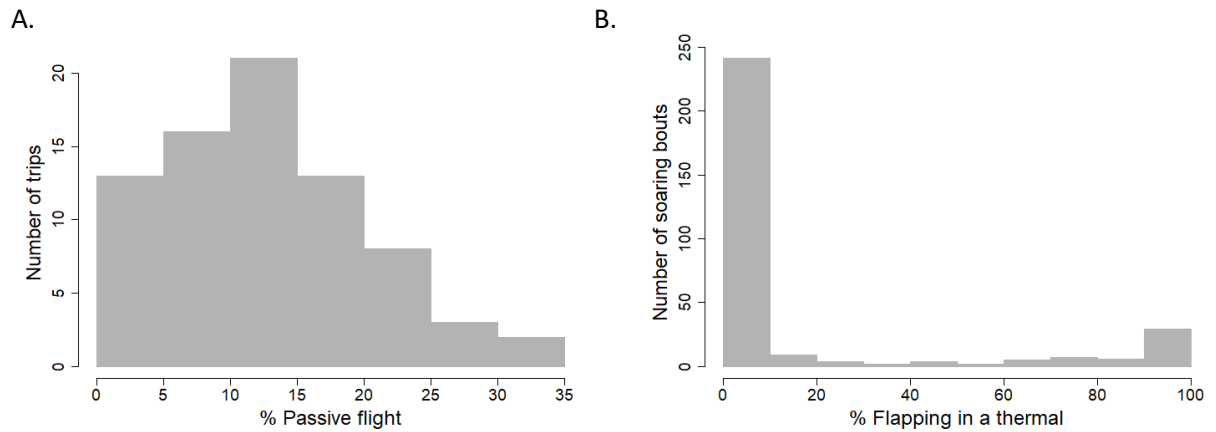 A.
B.
Number of trips
20
15
10
5
0
0 5 10 15 20 25 30 35
% Passive flight
Number of soaring bouts
250
200
150
100
50
0
0 20 40 60 80 100
% Flapping in a thermal